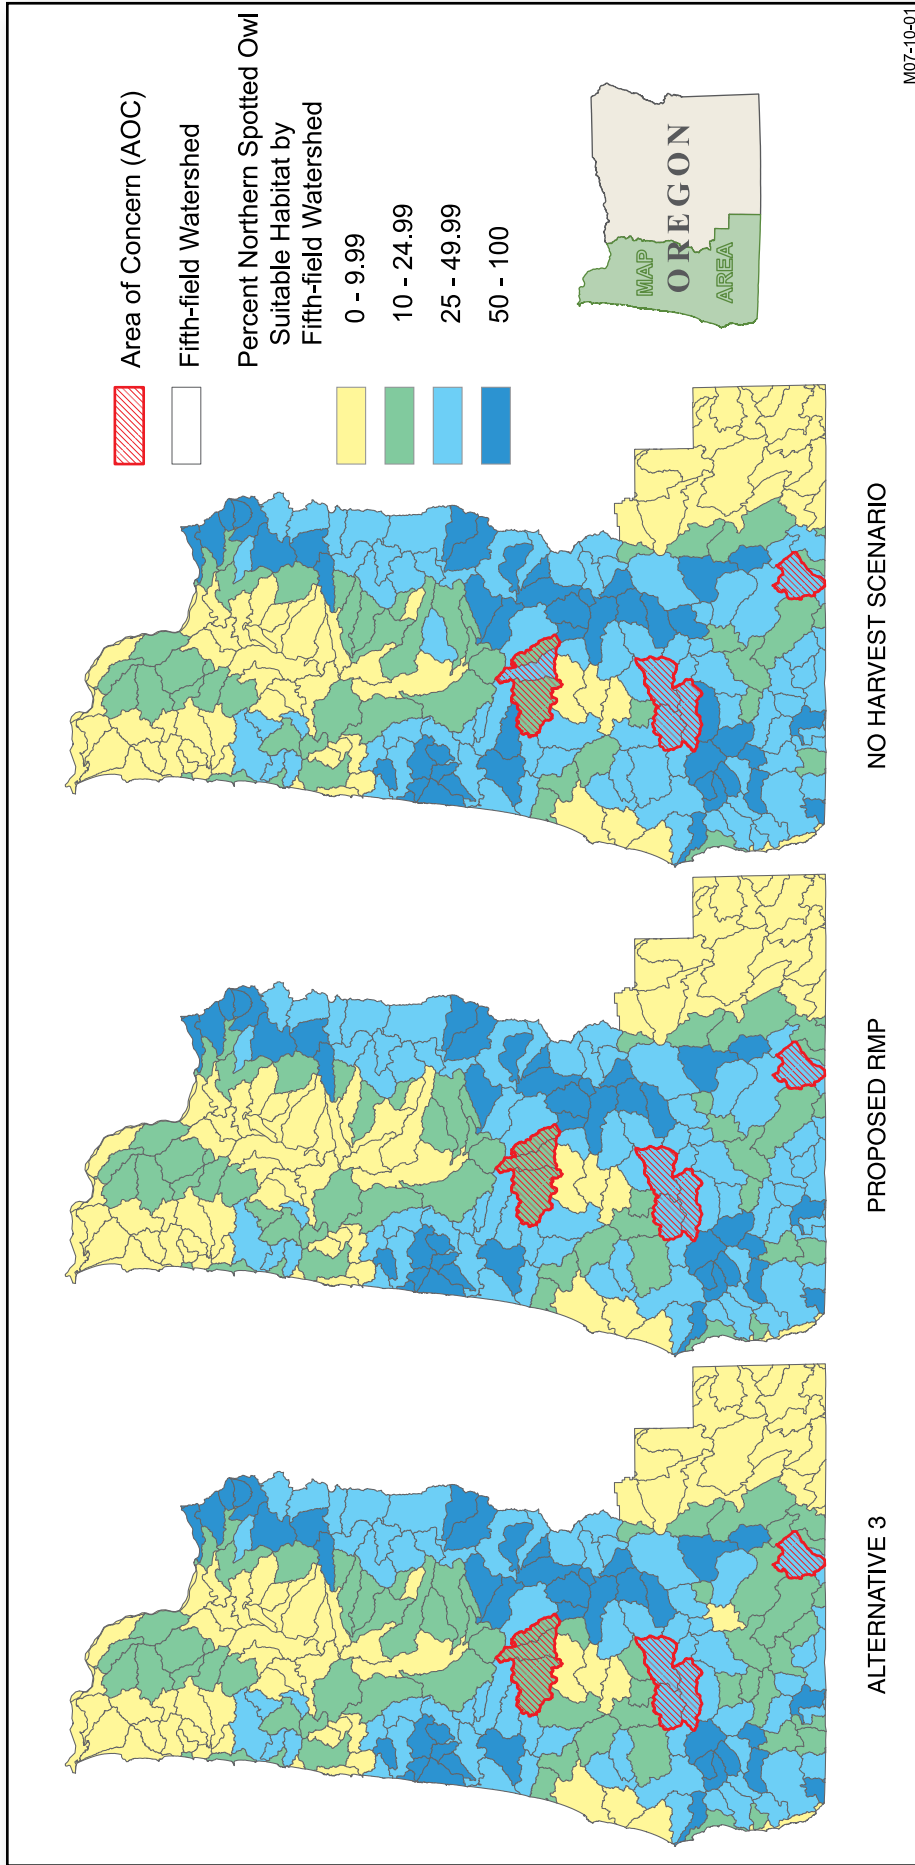 Area of Concern (AOC)
Fifth-field Watershed
Percent Northern Spotted Owl
Suitable Habitat by
Fifth-field Watershed
0 - 9.99
10 - 24.99
25 - 49.99
50 - 100
MAP
OREGON
AREA
ALTERNATIVE 3
PROPOSED RMP
NO HARVEST SCENARIO
M07-10-01